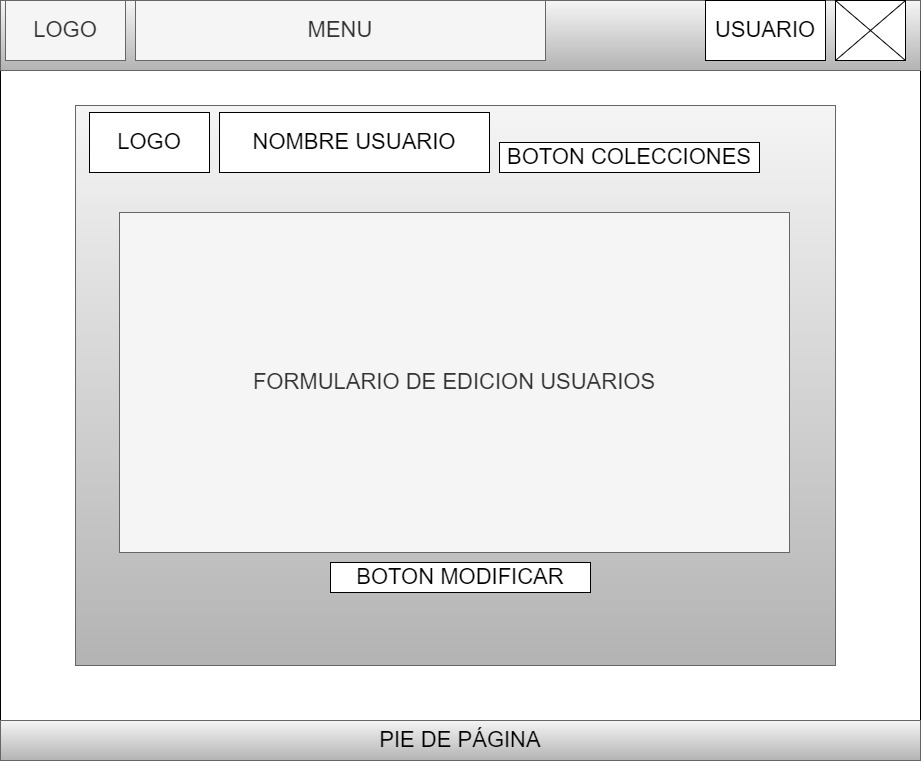 LOGO
MENU
USUARIO
LOGO
NOMBRE USUARIO
BOTON COLECCIONES
FORMULARIO DE EDICION USUARIOS
BOTON MODIFICAR
PIE DE PÁGINA